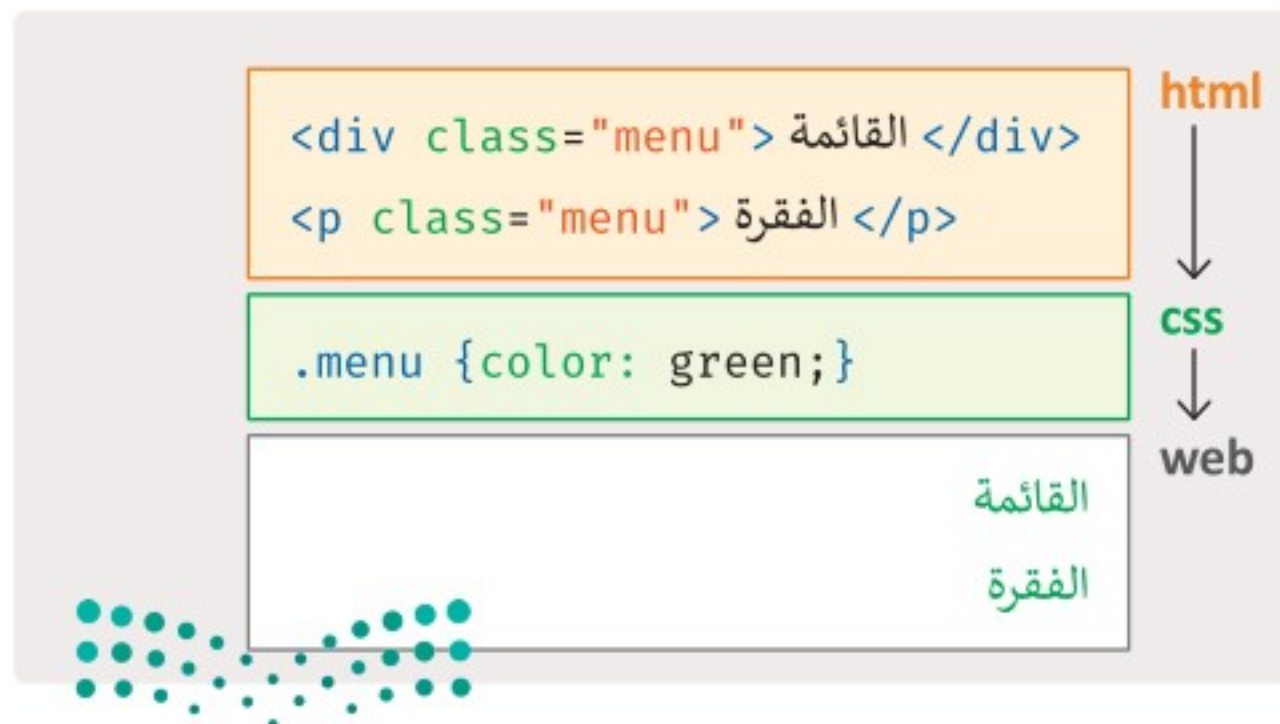 html
<div class="menu"> القائمة </div>
<p class="menu"> الفقرة </p>
css
.menu {color: green;}
web
القائمة
الفقرة